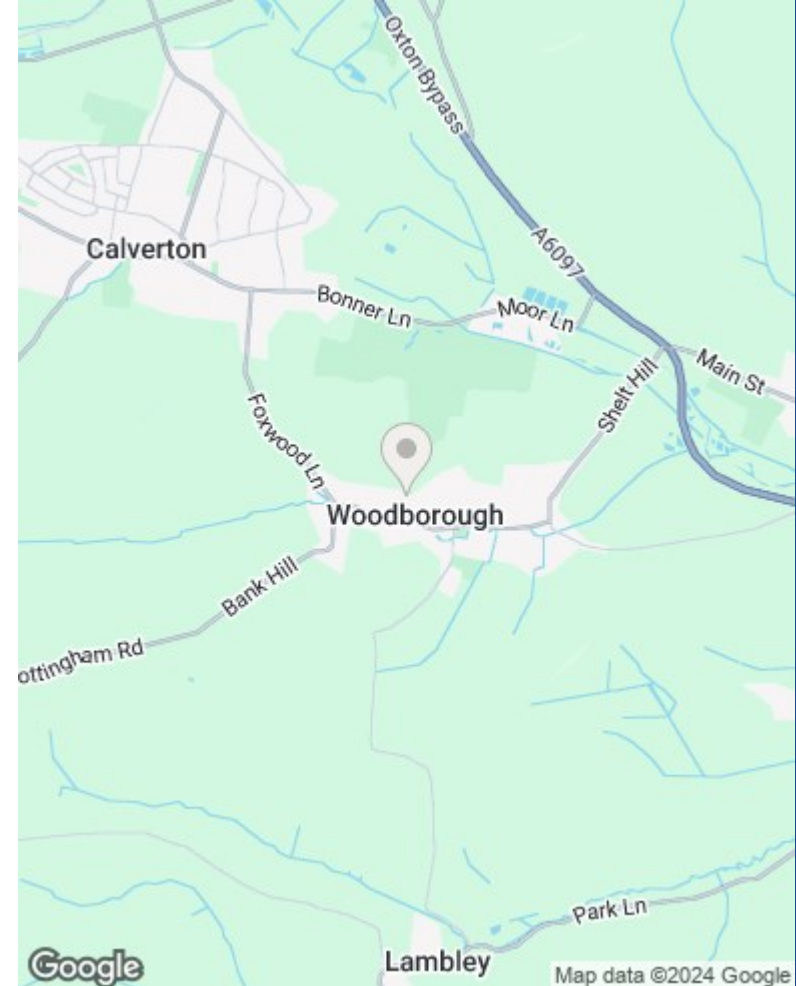 Oxton Bypass
A6097
Calverton
Bonner Ln
Moor Ln
Main St
Shelt Hill
Foxwood Ln
Woodborough
Bank Hill
ottingham Rd
Park Ln
Lambley
Google
Map data ©2024 Google